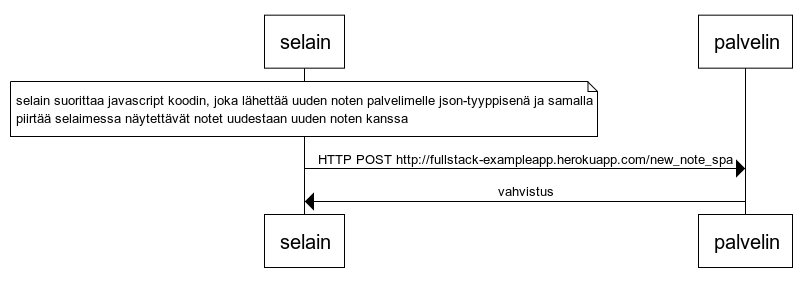 selain
palvelin
selain suorittaa javascript koodin, joka lähettää uuden noten palvelimelle json-tyyppisenä ja samalla
piirtää selaimessa näytettävät notet uudestaan uuden noten kanssa
HTTP POST http://fullstack-exampleapp.herokuapp.com/new_note_spa
vahvistus
selain
palvelin